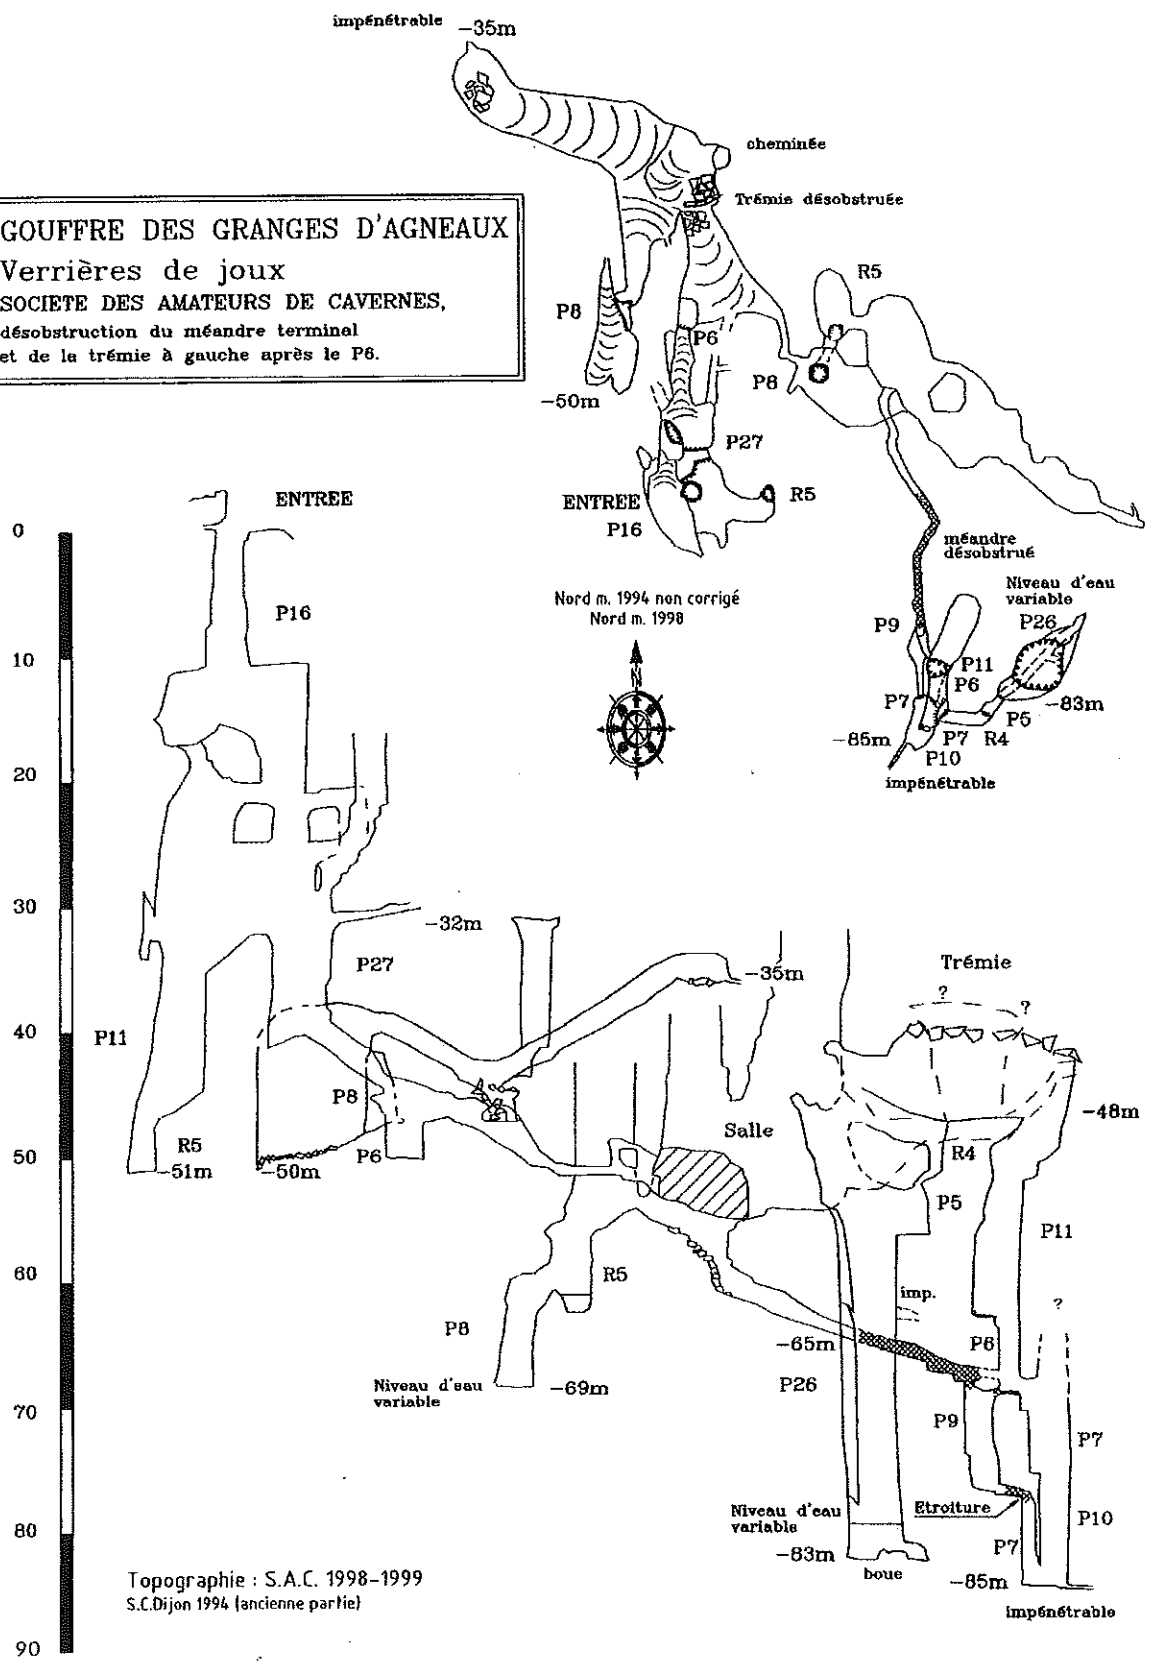 impénétrable -35m
cheminée
Trémie désobstruée
GOUFFRE DES GRANGES D'AGNEAUX
Verrières de joux
SOCIETE DES AMATEURS DE CAVERNES,
désobstruction du méandre terminal
et de la trémie à gauche après le P6.
R5
P8
P6
P8
-50m
P27
ENTREE
ENTREE
R5
P16
méandre
désobstrué
Niveau d'eau
variable
Nord m. 1994 non corrigé
Nord m. 1998
N
P26
P9
P11
P6
P7
-83m
P5
-85m
P7
R4
P10
impénétrable
0
P16
10
20
30
-32m
P27
-35m
Trémie
?
?
40
P11
P8
-48m
Salle
R5
P6
R4
50
-51m
-50m
P5
P11
60
R5
imp.
?
P8
-65m
P6
Niveau d'eau
variable
-69m
P26
70
P9
P7
Niveau d'eau
variable
Etroiture
P10
80
-83m
P7
boue
-85m
impénétrable
Topographie : S.A.C. 1998-1999
S.C.Dijon 1994 (ancienne partie)
90